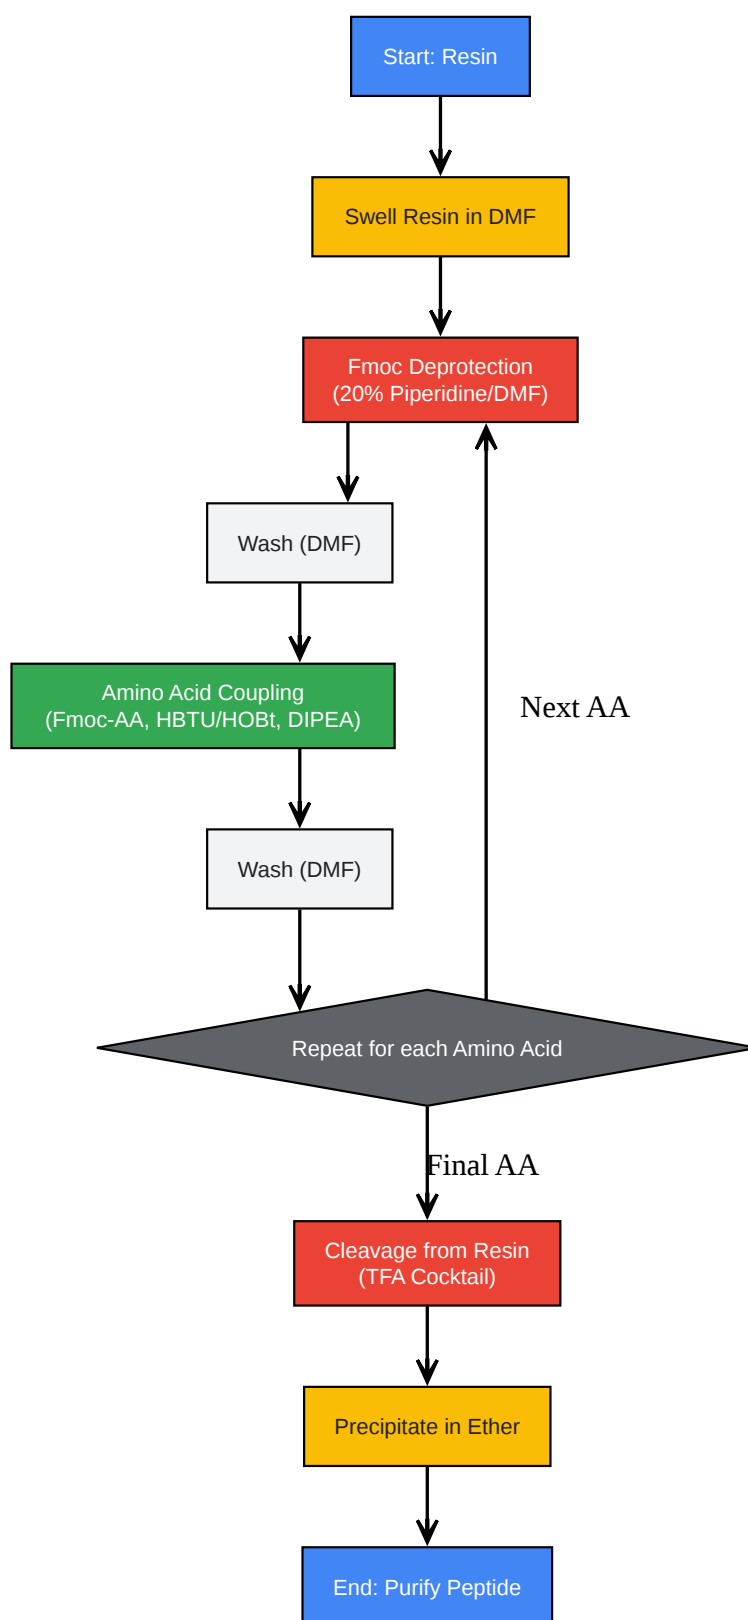 Start: Resin
Swell Resin in DMF
Fmoc Deprotection
(20% Piperidine/DMF)
Wash (DMF)
Amino Acid Coupling
(Fmoc-AA, HBTU/HOBt, DIPEA)
Next AA
Wash (DMF)
Repeat for each Amino Acid
Final AA
Cleavage from Resin
(TFA Cocktail)
Precipitate in Ether
End: Purify Peptide